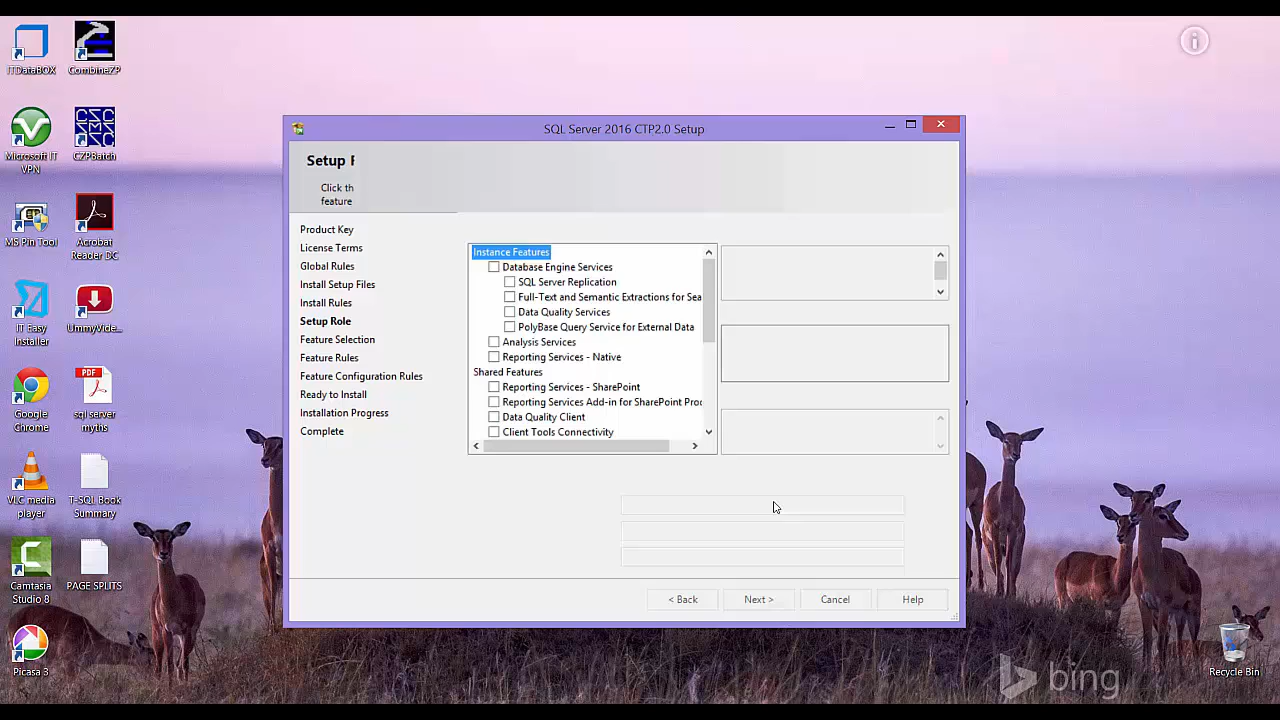 ITDataBOX
CombineZP
Microsoft IT
VPN
CZPBatch
MS Pin Tool
Acrobat
Reader DC
IT Easy
Installer
UmmyVide...
Google
Chrome
PDF
sql server
myths
VLC media
player
T-SQL Book
Summary
Camtasia
Studio 8
PAGE SPLITS
Picasa 3
SQL Server 2016 CTP2.0 Setup
Setup F
Click th
feature
Product Key
License Terms
Global Rules
Install Setup Files
Install Rules
Setup Role
Feature Selection
Feature Rules
Feature Configuration Rules
Ready to Install
Installation Progress
Complete
Instance Features
Database Engine Services
SQL Server Replication
Full-Text and Semantic Extractions for Sea
Data Quality Services
PolyBase Query Service for External Data
Analysis Services
Reporting Services - Native
Shared Features
Reporting Services - SharePoint
Reporting Services Add-in for SharePoint Proc
Data Quality Client
Client Tools Connectivity
< Back
Next >
Cancel
Help
bing
Recycle Bin